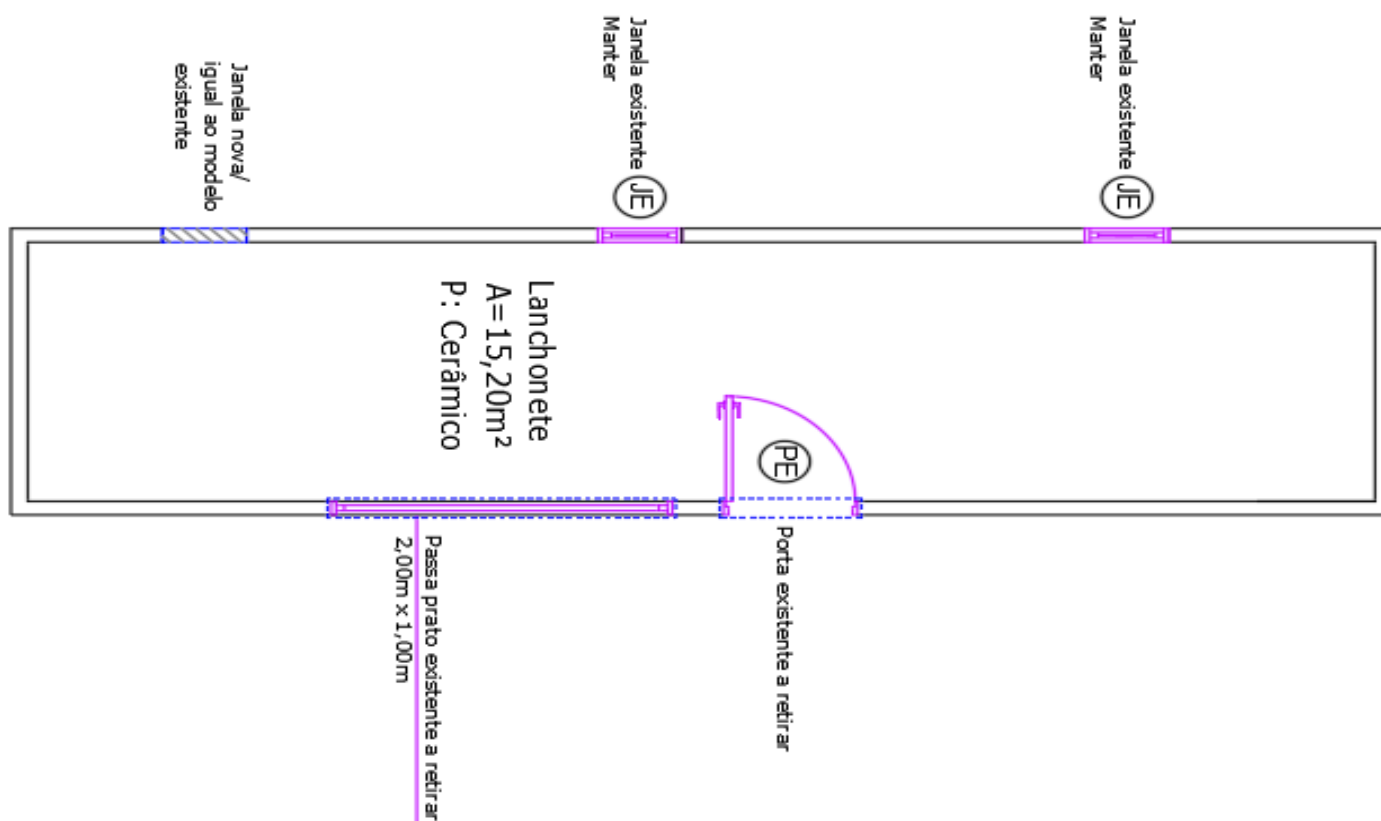 Janela nova/
igual ao modelo
existente
Janela existente
Manter
JE
Janela existente
Manter
JE
Lanchonete
A=15,20m²
P: Cerâmico
PE
Porta existente a retirar
Passa prato existente a retirar
2,00m x 1,00m